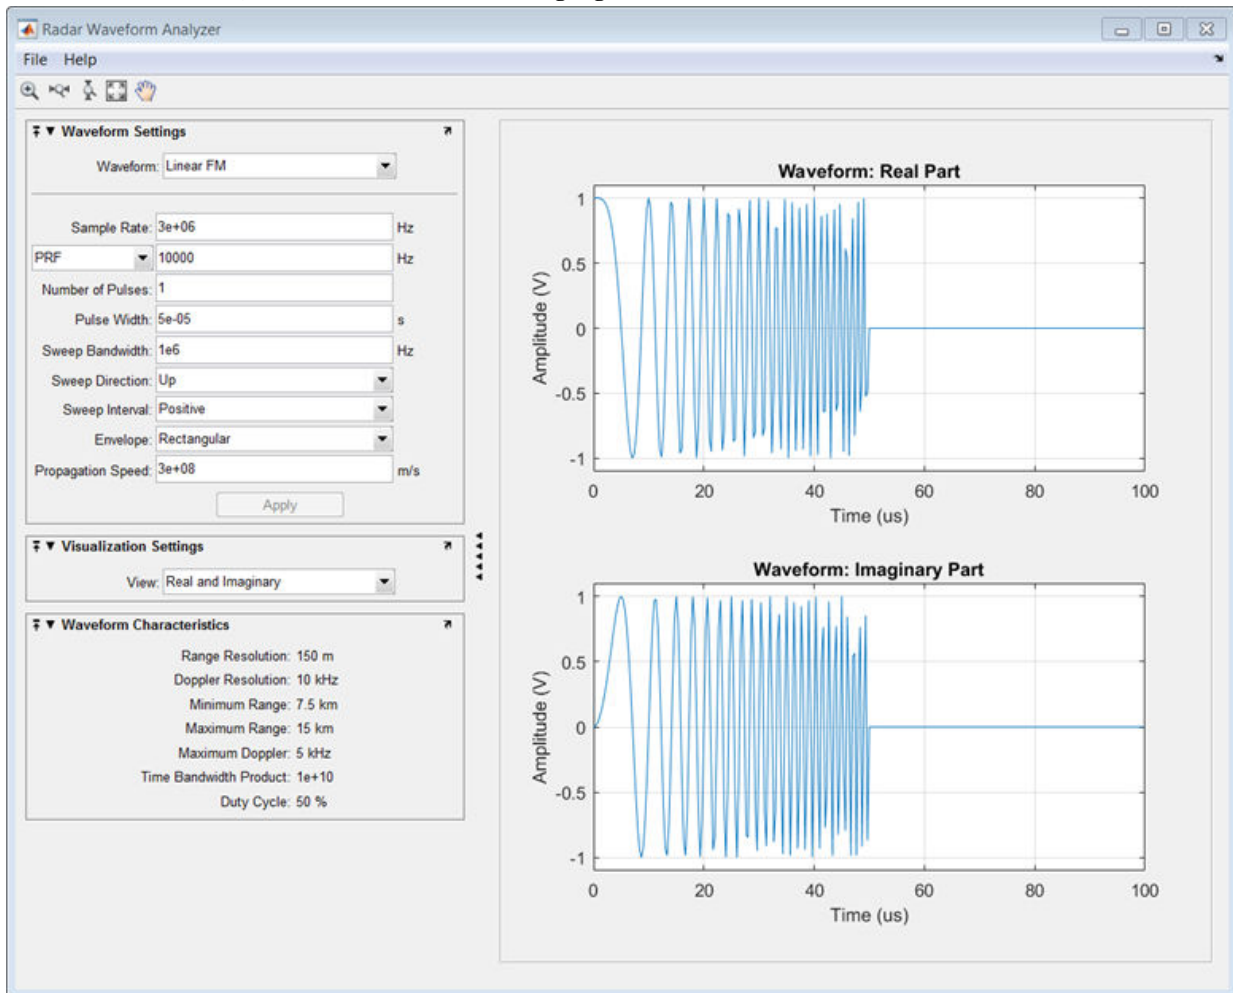 Radar Waveform Analyzer
File Help
Waveform Settings
Waveform: Linear FM
Sample Rate: 3e+06 Hz
PRF 10000 Hz
Number of Pulses: 1
Pulse Width: 5e-05 s
Sweep Bandwidth: 1e6 Hz
Sweep Direction: Up
Sweep Interval: Positive
Envelope: Rectangular
Propagation Speed: 3e+08 m/s
Apply
Visualization Settings
View: Real and Imaginary
Waveform Characteristics
Range Resolution: 150 m
Doppler Resolution: 10 kHz
Minimum Range: 7.5 km
Maximum Range: 15 km
Maximum Doppler: 5 kHz
Time Bandwidth Product: 1e+10
Duty Cycle: 50 %
Waveform: Real Part
Amplitude (V)
1
0.5
0
-0.5
-1
0 20 40 60 80 100
Time (us)
Waveform: Imaginary Part
Amplitude (V)
1
0.5
0
-0.5
-1
0 20 40 60 80 100
Time (us)